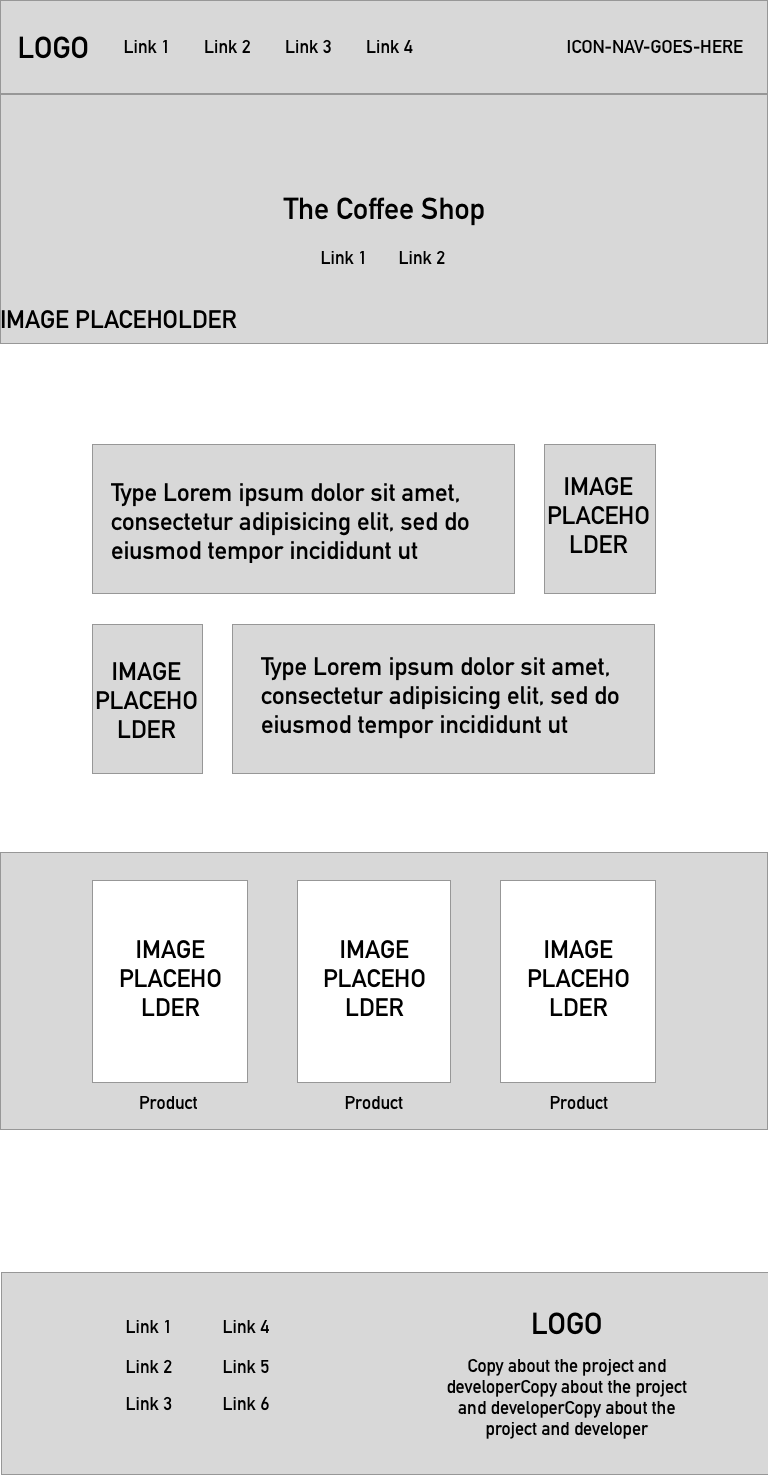 LOGO Link 1 Link 2 Link 3 Link 4 ICON-NAV-GOES-HERE
The Coffee Shop
Link 1 Link 2
IMAGE PLACEHOLDER
Type Lorem ipsum dolor sit amet,
consectetur adipisicing elit, sed do
eiusmod tempor incididunt ut
IMAGE
PLACEHO
LDER
IMAGE
PLACEHO
LDER
Type Lorem ipsum dolor sit amet,
consectetur adipisicing elit, sed do
eiusmod tempor incididunt ut
IMAGE
PLACEHO
LDER
Product
IMAGE
PLACEHO
LDER
Product
IMAGE
PLACEHO
LDER
Product
Link 1
Link 2
Link 3
Link 4
Link 5
Link 6
LOGO
Copy about the project and
developerCopy about the project
and developerCopy about the
project and developer